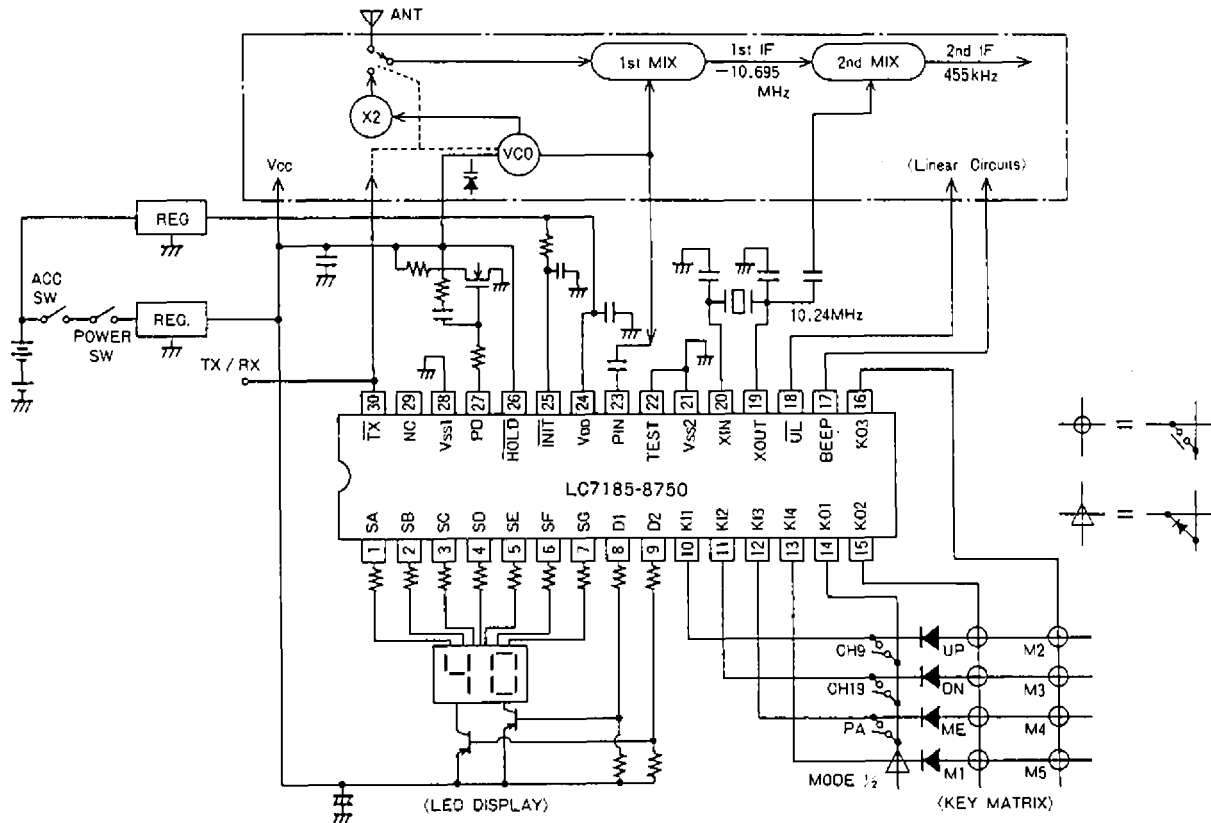 ANT
1st MIX
1st IF
−10.695
MHz
2nd MIX
2nd IF
455kHz
X2
VCO
Vcc
(Linear Circuits)
REG
ACC
SW
POWER
SW
REG.
TX / RX
10.24MHz
30 29 28 27 26 25 24 23 22 21 20 19 18 17 16
TX NC Vss1 PD HOLD INIT VDD PIN TEST Vss2 XIN XOUT UL BEEP KO3
LC7185-8750
SA SB SC SD SE SF SG D1 D2 KI1 KI2 KI3 KI4 KO1 KO2
1 2 3 4 5 6 7 8 9 10 11 12 13 14 15
=
=
40
CH9 UP M2
CH19 DN M3
PA ME M4
MODE ½ M1 M5
(LED DISPLAY)
(KEY MATRIX)